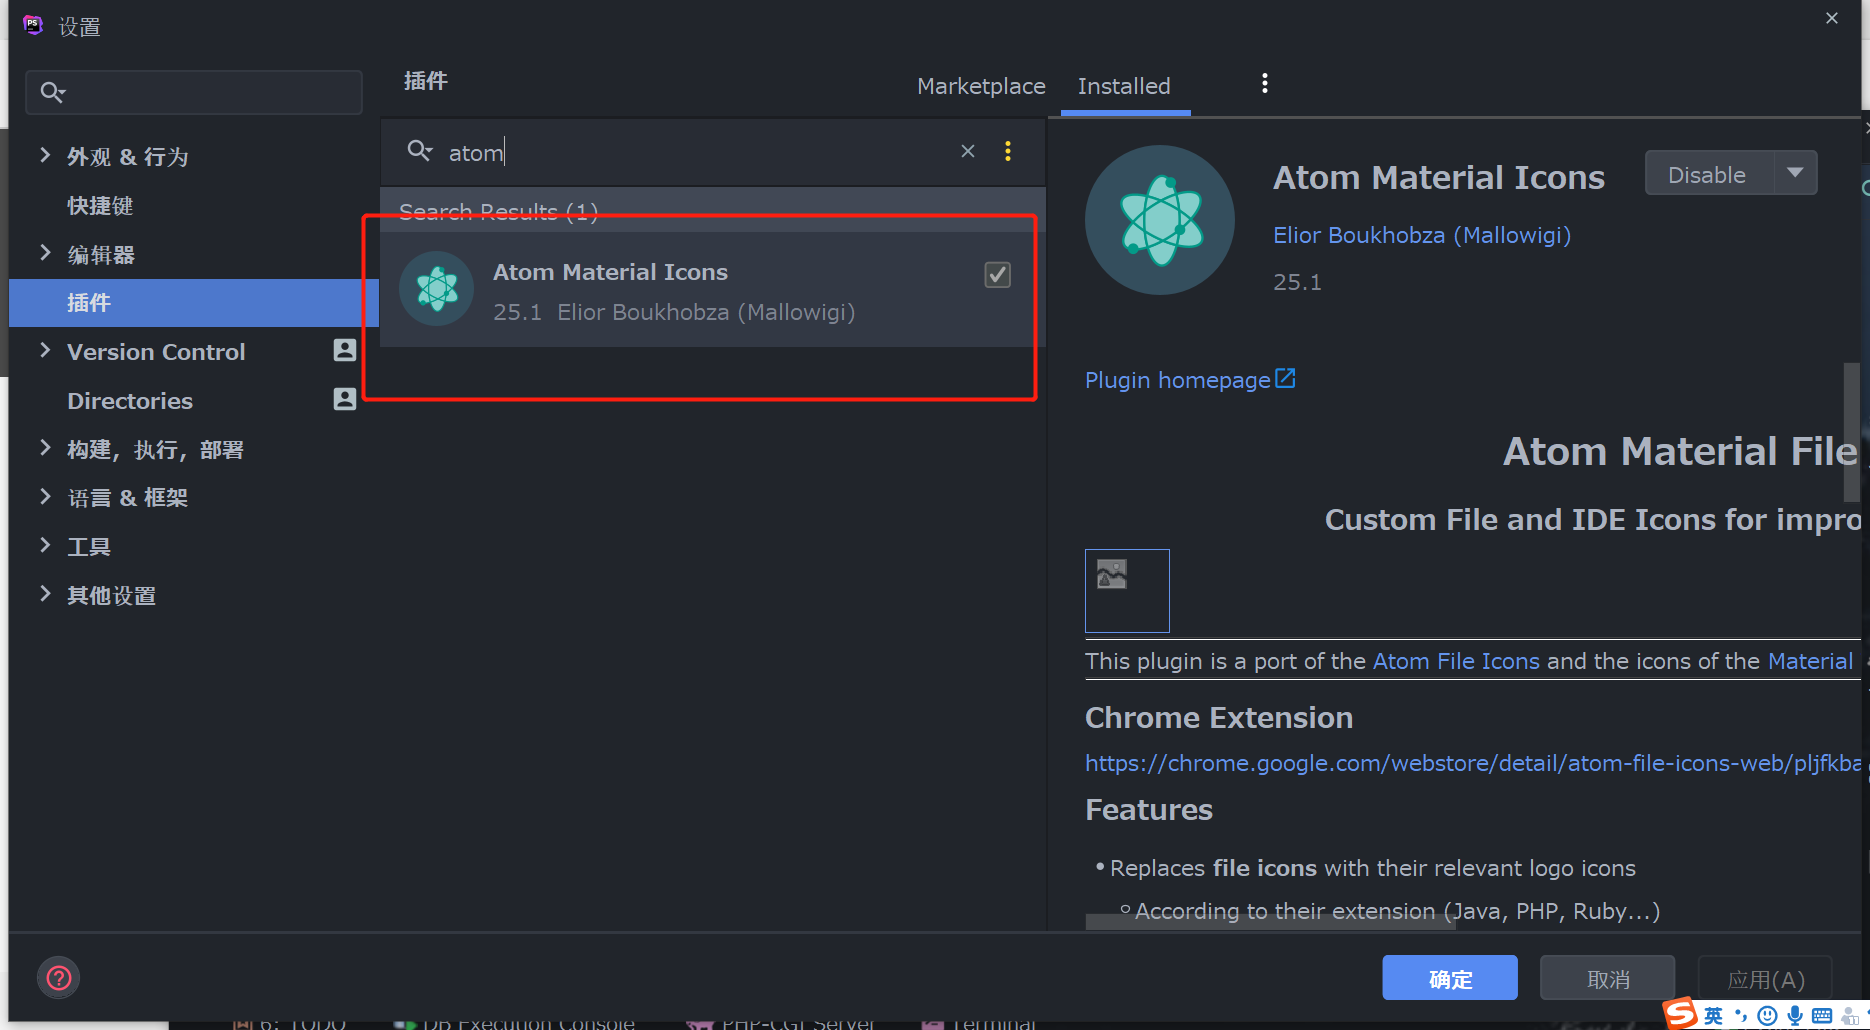 PS 设置
插件
Marketplace
Installed
外观 & 行为
快捷键
编辑器
插件
Version Control
Directories
构建，执行，部署
语言 & 框架
工具
其他设置
atom
Search Results (1)
Atom Material Icons
25.1 Elior Boukhobza (Mallowigi)
Atom Material Icons
Disable
Elior Boukhobza (Mallowigi)
25.1
Plugin homepage
Atom Material File
Custom File and IDE Icons for impro
This plugin is a port of the Atom File Icons and the icons of the Material
Chrome Extension
https://chrome.google.com/webstore/detail/atom-file-icons-web/pljfkba
Features
• Replaces file icons with their relevant logo icons
According to their extension (Java, PHP, Ruby...)
?
确定
取消
应用(A)
6: TODO
DB Execution Console
PHP-CGI Server
Terminal
S 英